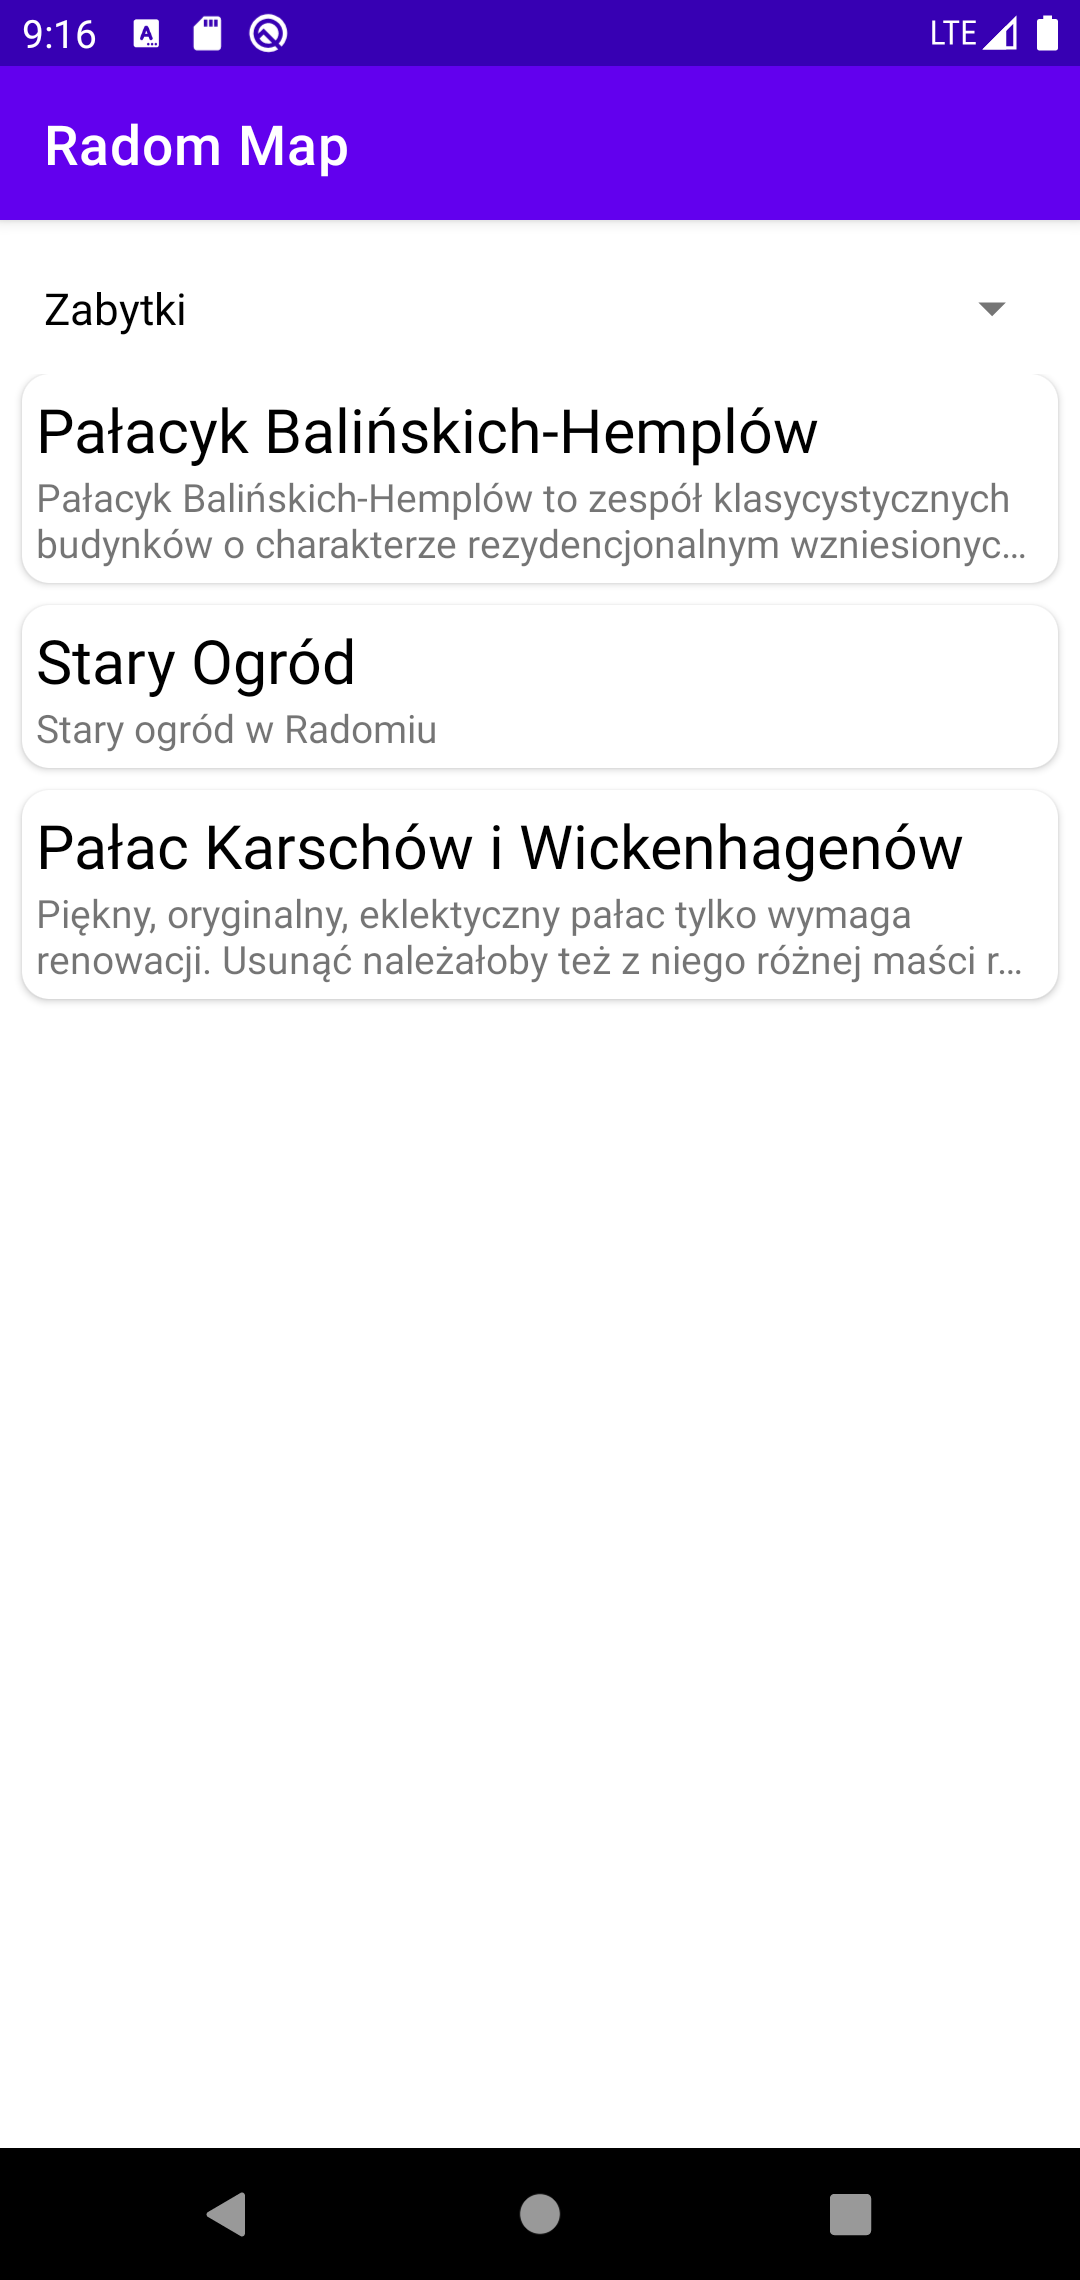 9:16
LTE
Radom Map
Zabytki
Pałacyk Balińskich-Hemplów
Pałacyk Balińskich-Hemplów to zespół klasycystycznych
budynków o charakterze rezydencjonalnym wzniesionyc…
Stary Ogród
Stary ogród w Radomiu
Pałac Karschów i Wickenhagenów
Piękny, oryginalny, eklektyczny pałac tylko wymaga
renowacji. Usunąć należałoby też z niego różnej maści r…